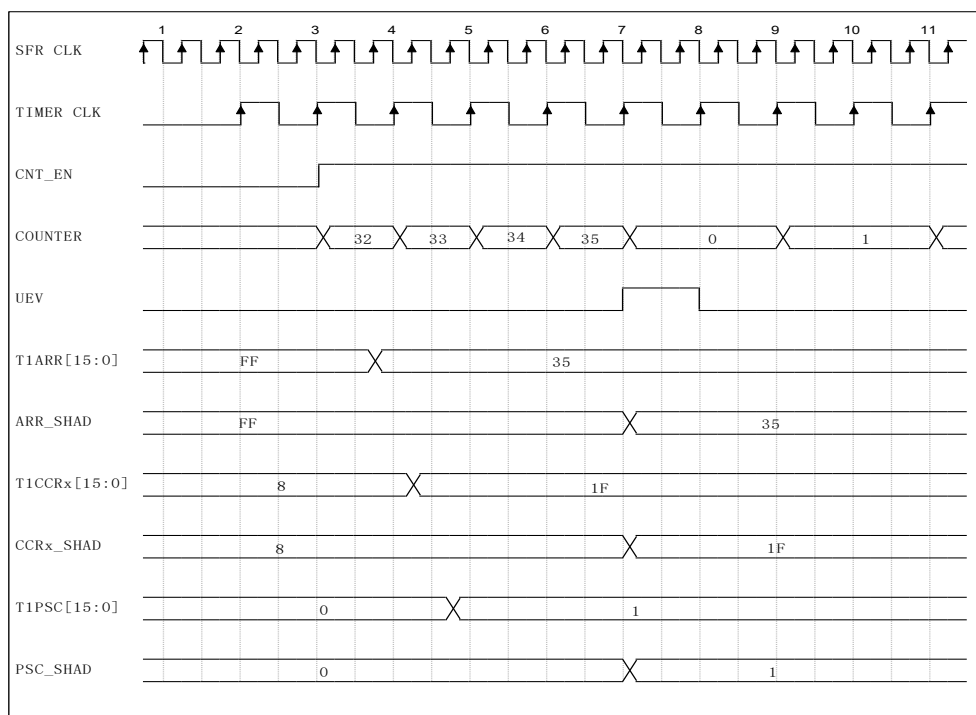 1 2 3 4 5 6 7 8 9 10 11
SFR CLK
TIMER CLK
CNT_EN
COUNTER 32 33 34 35 0 1
UEV
T1ARR[15:0] FF 35
ARR_SHAD FF 35
T1CCRx[15:0] 8 1F
CCRx_SHAD 8 1F
T1PSC[15:0] 0 1
PSC_SHAD 0 1